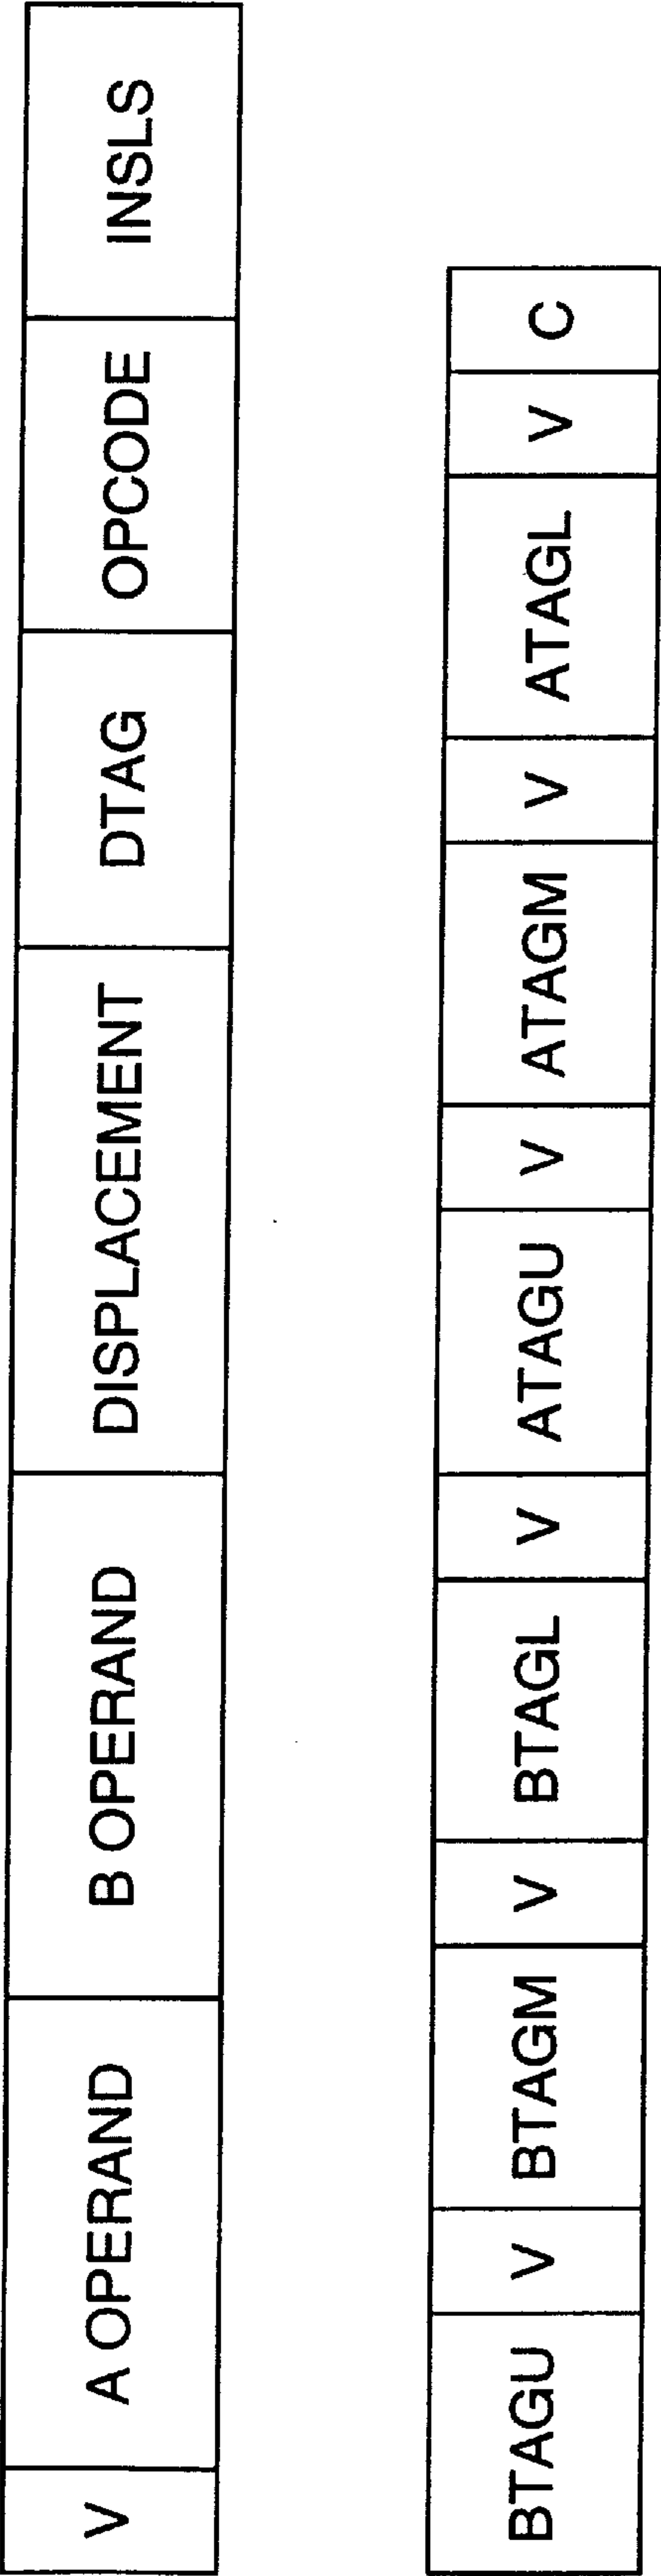 V A OPERAND B OPERAND DISPLACEMENT DTAG OPCODE INSLS
BTAGU V BTAGM V BTAGL V ATAGU V ATAGM V ATAGL V C